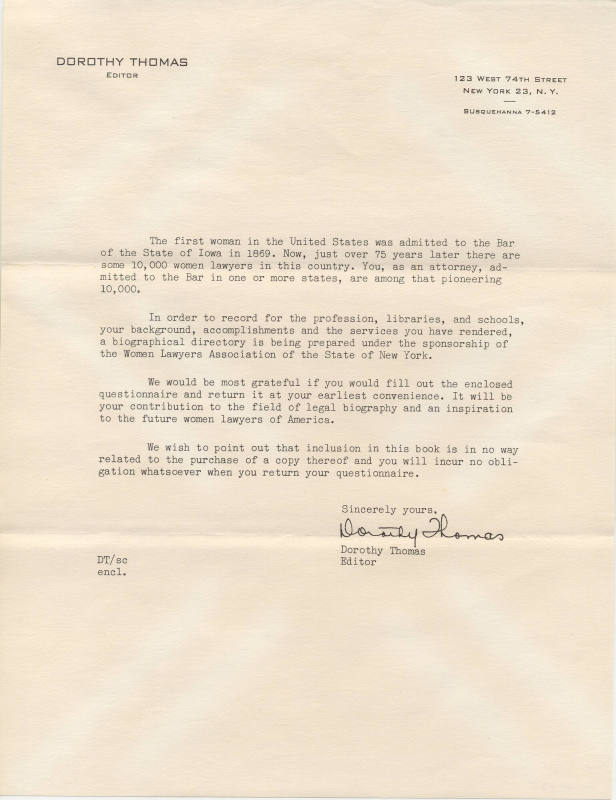 DOROTHY THOMAS
EDITOR
123 WEST 74TH STREET
NEW YORK 23, N. Y.
SUSQUEHANNA 7-5412
The first woman in the United States was admitted to the Bar
of the State of Iowa in 1869. Now, just over 75 years later there are
some 10,000 women lawyers in this country. You, as an attorney, ad-
mitted to the Bar in one or more states, are among that pioneering
10,000.
In order to record for the profession, libraries, and schools,
your background, accomplishments and the services you have rendered,
a biographical directory is being prepared under the sponsorship of
the Women Lawyers Association of the State of New York.
We would be most grateful if you would fill out the enclosed
questionnaire and return it at your earliest convenience. It will be
your contribution to the field of legal biography and an inspiration
to the future women lawyers of America.
We wish to point out that inclusion in this book is in no way
related to the purchase of a copy thereof and you will incur no obli-
gation whatsoever when you return your questionnaire.
Sincerely yours.
Dorothy Thomas
Dorothy Thomas
Editor
DT/sc
encl.